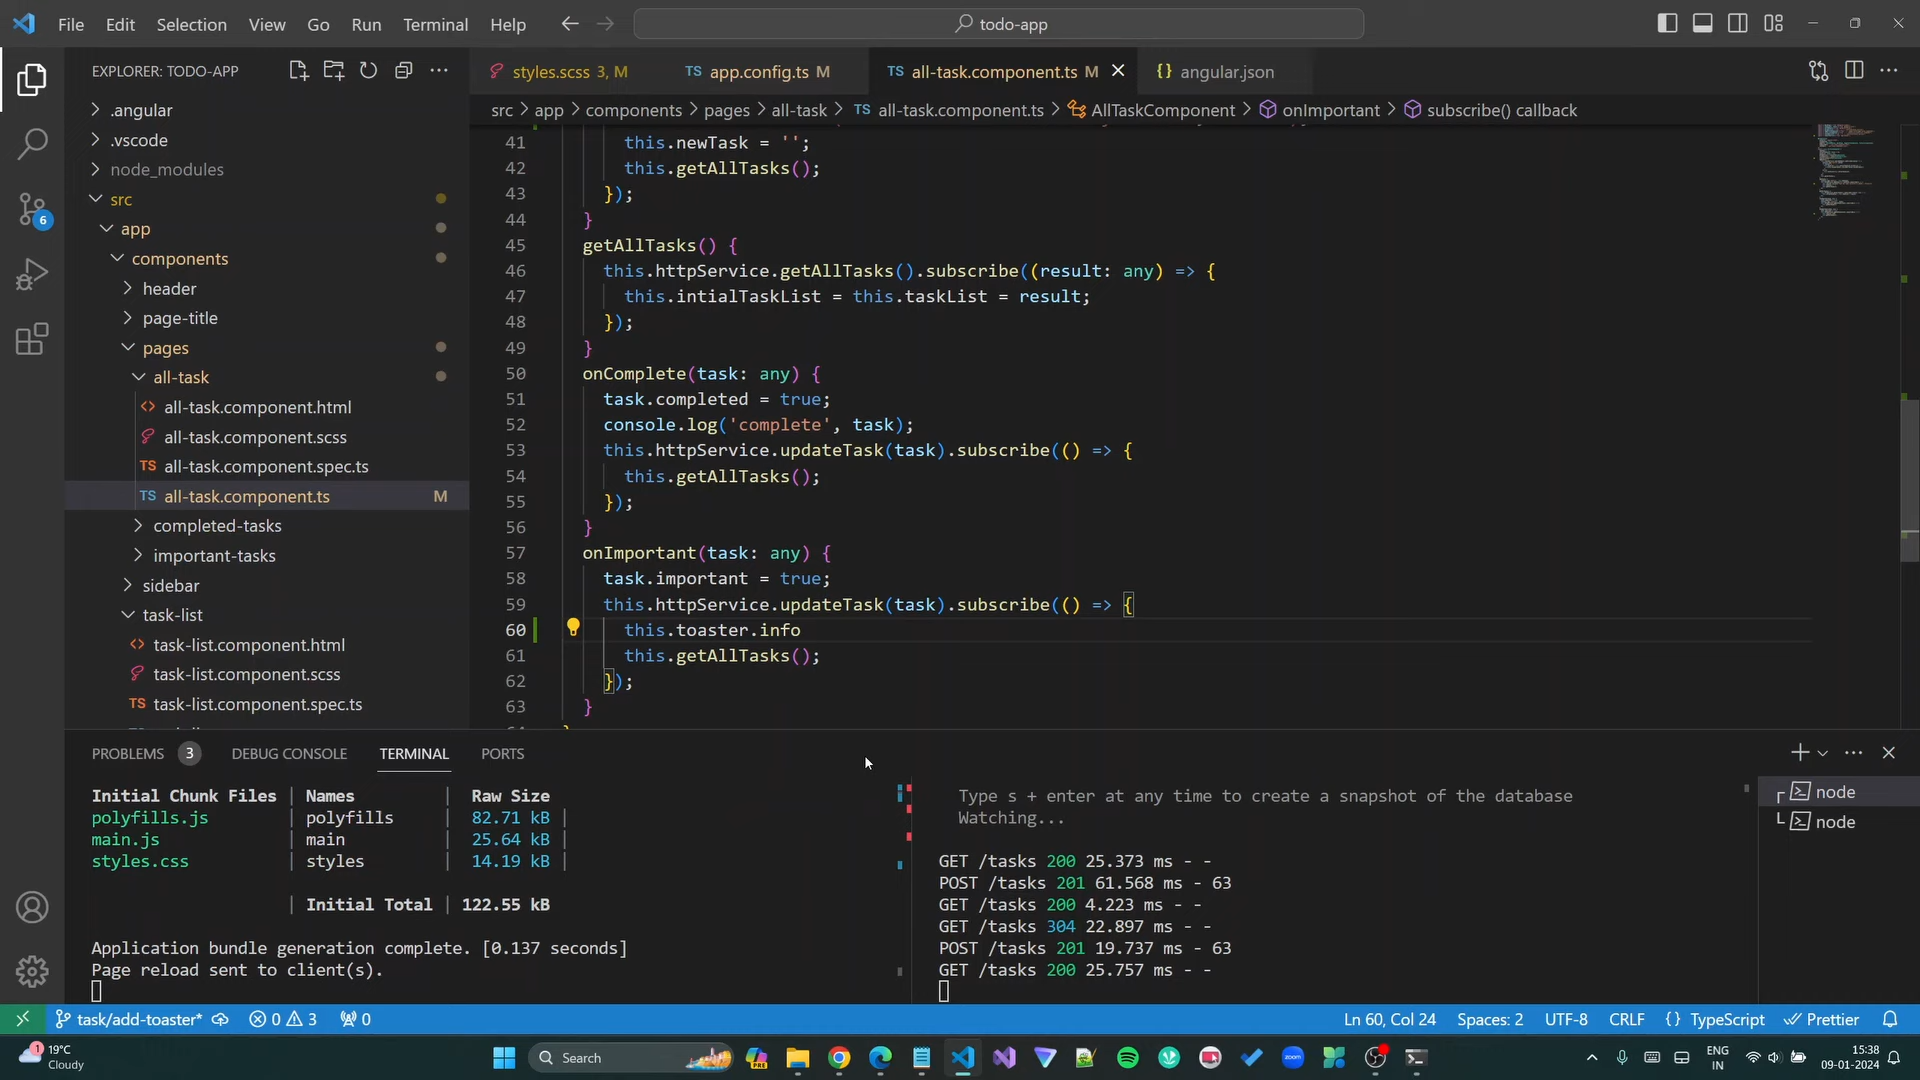 File Edit Selection View Go Run Terminal Help todo-app
EXPLORER: TODO-APP
styles.scss 3, M
TS app.config.ts M
TS all-task.component.ts M
{} angular.json
src > app > components > pages > all-task > TS all-task.component.ts > AllTaskComponent > onImportant > subscribe() callback
.angular
.vscode
node_modules
src
app
components
header
page-title
pages
all-task
<> all-task.component.html
all-task.component.scss
TS all-task.component.spec.ts
TS all-task.component.ts M
completed-tasks
important-tasks
sidebar
task-list
<> task-list.component.html
task-list.component.scss
TS task-list.component.spec.ts
6
41 this.newTask = '';
42 this.getAllTasks();
43 });
44 }
45 getAllTasks() {
46 this.httpService.getAllTasks().subscribe((result: any) => {
47 this.intialTaskList = this.taskList = result;
48 });
49 }
50 onComplete(task: any) {
51 task.completed = true;
52 console.log('complete', task);
53 this.httpService.updateTask(task).subscribe(() => {
54 this.getAllTasks();
55 });
56 }
57 onImportant(task: any) {
58 task.important = true;
59 this.httpService.updateTask(task).subscribe(() => {
60 this.toaster.info
61 this.getAllTasks();
62 });
63 }
PROBLEMS 3 DEBUG CONSOLE TERMINAL PORTS
Initial Chunk Files | Names | Raw Size
polyfills.js | polyfills | 82.71 kB |
main.js | main | 25.64 kB |
styles.css | styles | 14.19 kB |
| Initial Total | 122.55 kB
Application bundle generation complete. [0.137 seconds]
Page reload sent to client(s).
Type s + enter at any time to create a snapshot of the database
Watching...
GET /tasks 200 25.373 ms - -
POST /tasks 201 61.568 ms - 63
GET /tasks 200 4.223 ms - -
GET /tasks 304 22.897 ms - -
POST /tasks 201 19.737 ms - 63
GET /tasks 200 25.757 ms - -
node
node
task/add-toaster* 0 3 0
Ln 60, Col 24 Spaces: 2 UTF-8 CRLF {} TypeScript Prettier
1
19°C
Cloudy
Search
PRE
zoom
ENG
IN
15:38
09-01-2024